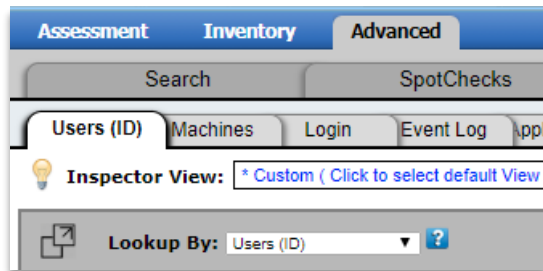 Assessment Inventory Advanced
Search SpotChecks
Users (ID) Machines Login Event Log
Inspector View: * Custom ( Click to select default View
Lookup By: Users (ID) ?